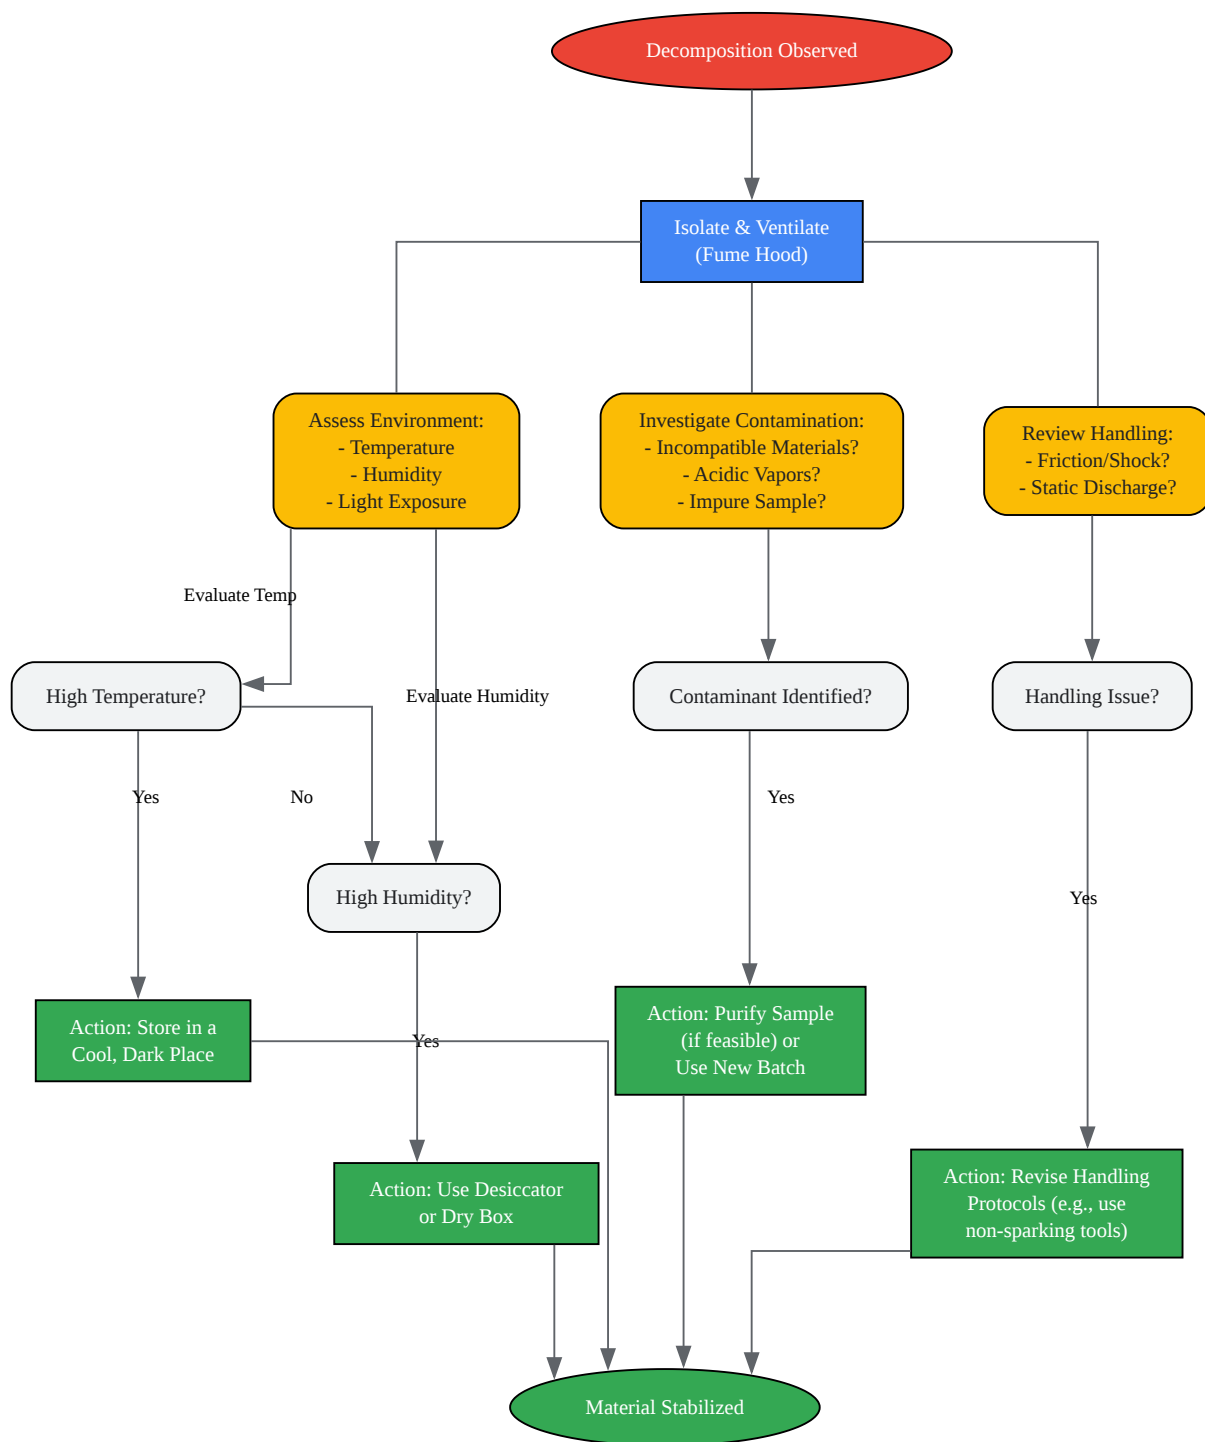 Decomposition Observed
Isolate & Ventilate
(Fume Hood)
Assess Environment:
- Temperature
- Humidity
- Light Exposure
Investigate Contamination:
- Incompatible Materials?
- Acidic Vapors?
- Impure Sample?
Review Handling:
- Friction/Shock?
- Static Discharge?
Evaluate Temp
High Temperature?
Evaluate Humidity
Contaminant Identified?
Handling Issue?
Yes
No
Yes
High Humidity?
Yes
Action: Store in a
Cool, Dark Place
Yes
Action: Purify Sample
(if feasible) or
Use New Batch
Action: Use Desiccator
or Dry Box
Action: Revise Handling
Protocols (e.g., use
non-sparking tools)
Material Stabilized